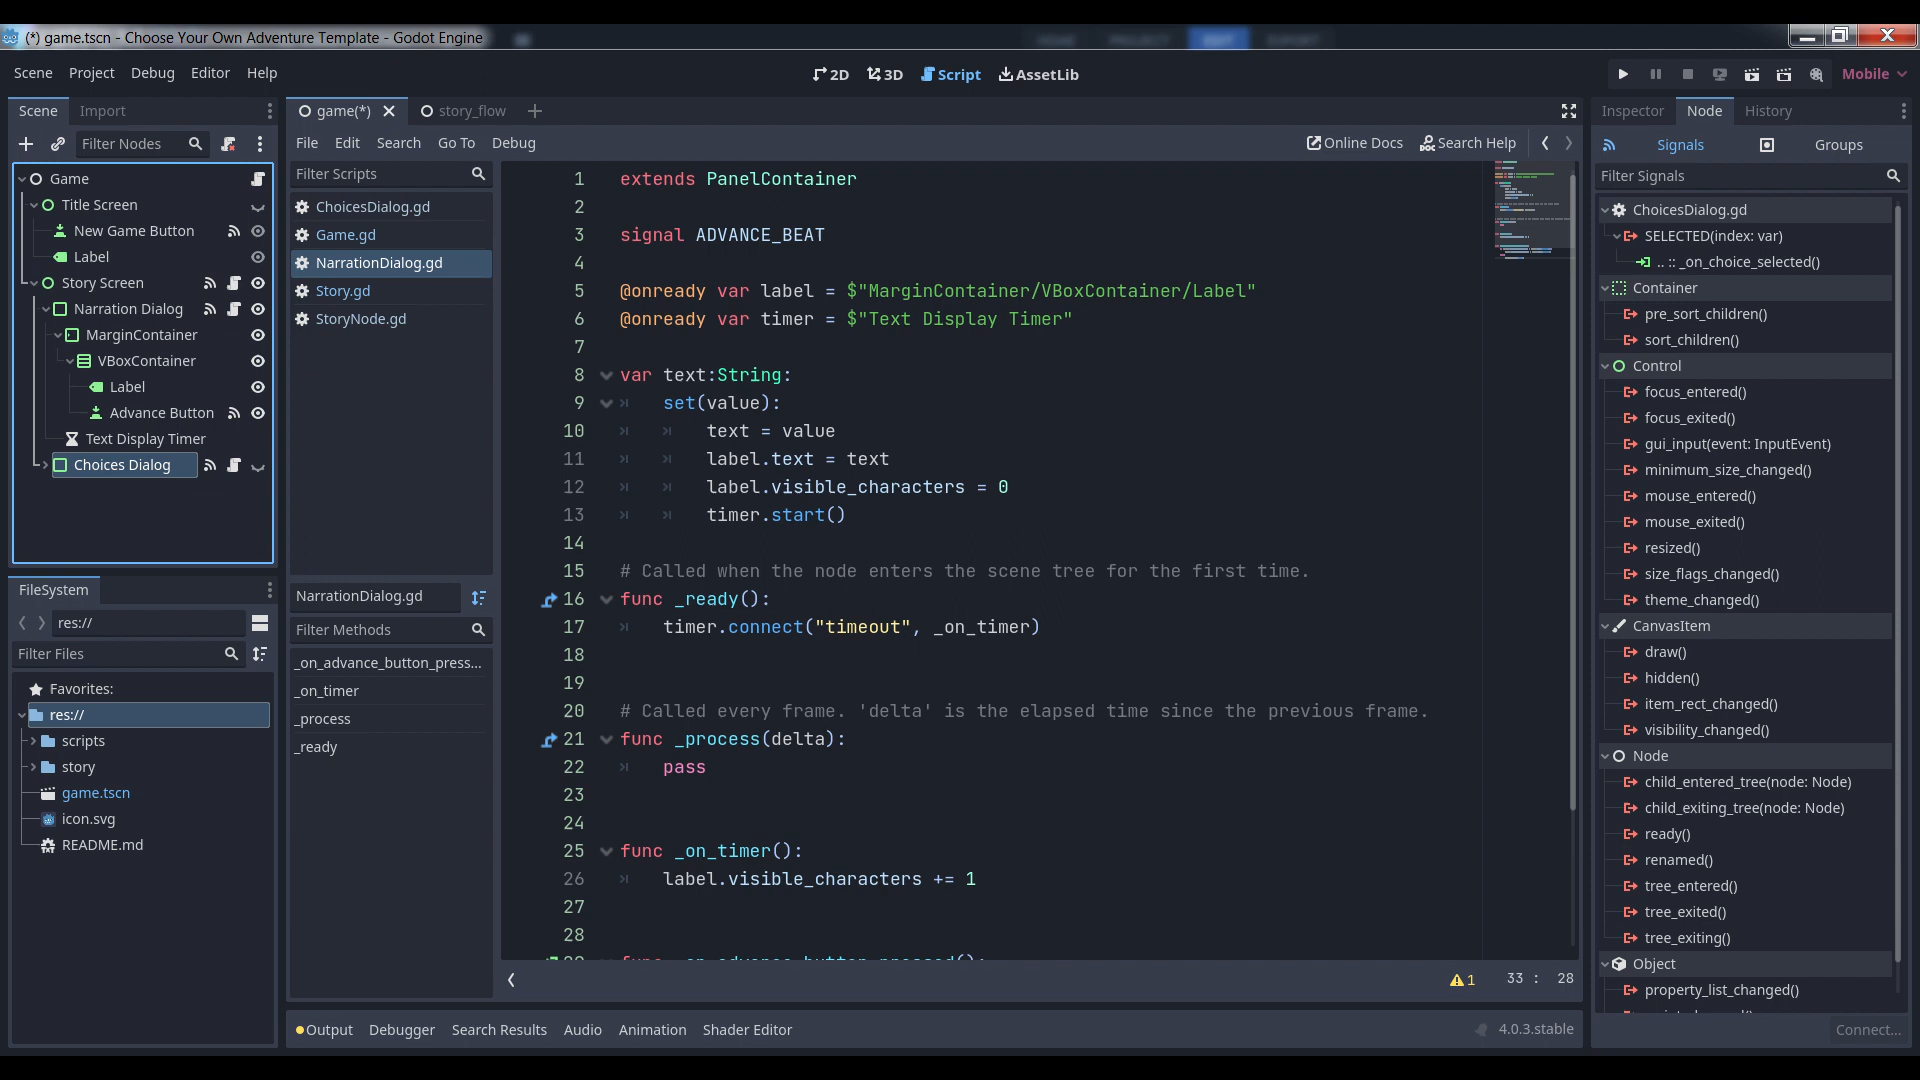 (*) game.tscn - Choose Your Own Adventure Template - Godot Engine
Scene Project Debug Editor Help
2D 3D Script AssetLib
Mobile
Scene Import
Filter Nodes
Game
Title Screen
New Game Button
Label
Story Screen
Narration Dialog
MarginContainer
VBoxContainer
Label
Advance Button
Text Display Timer
Choices Dialog
FileSystem
res://
Filter Files
Favorites:
res://
scripts
story
game.tscn
icon.svg
README.md
game(*) story_flow
File Edit Search Go To Debug
Online Docs Search Help
Filter Scripts
ChoicesDialog.gd
Game.gd
NarrationDialog.gd
Story.gd
StoryNode.gd
NarrationDialog.gd
Filter Methods
_on_advance_button_press...
_on_timer
_process
_ready
1 extends PanelContainer
2
3 signal ADVANCE_BEAT
4
5 @onready var label = $"MarginContainer/VBoxContainer/Label"
6 @onready var timer = $"Text Display Timer"
7
8 var text:String:
9 set(value):
10 text = value
11 label.text = text
12 label.visible_characters = 0
13 timer.start()
14
15 # Called when the node enters the scene tree for the first time.
16 func _ready():
17 timer.connect("timeout", _on_timer)
18
19
20 # Called every frame. 'delta' is the elapsed time since the previous frame.
21 func _process(delta):
22 pass
23
24
25 func _on_timer():
26 label.visible_characters += 1
27
28
1 33 : 28
Output Debugger Search Results Audio Animation Shader Editor
4.0.3.stable
Inspector Node History
Signals Groups
Filter Signals
ChoicesDialog.gd
SELECTED(index: var)
.. :: _on_choice_selected()
Container
pre_sort_children()
sort_children()
Control
focus_entered()
focus_exited()
gui_input(event: InputEvent)
minimum_size_changed()
mouse_entered()
mouse_exited()
resized()
size_flags_changed()
theme_changed()
CanvasItem
draw()
hidden()
item_rect_changed()
visibility_changed()
Node
child_entered_tree(node: Node)
child_exiting_tree(node: Node)
ready()
renamed()
tree_entered()
tree_exited()
tree_exiting()
Object
property_list_changed()
Connect...